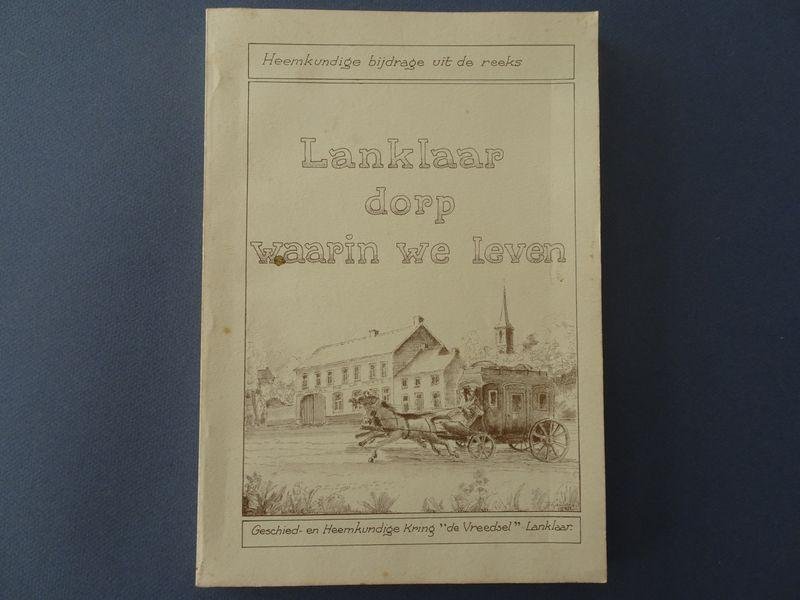 Heemkundige bijdrage uit de reeks
Lanklaar
dorp
waarin we leven
Geschied- en Heemkundige Kring "de Vreedsel" Lanklaar.